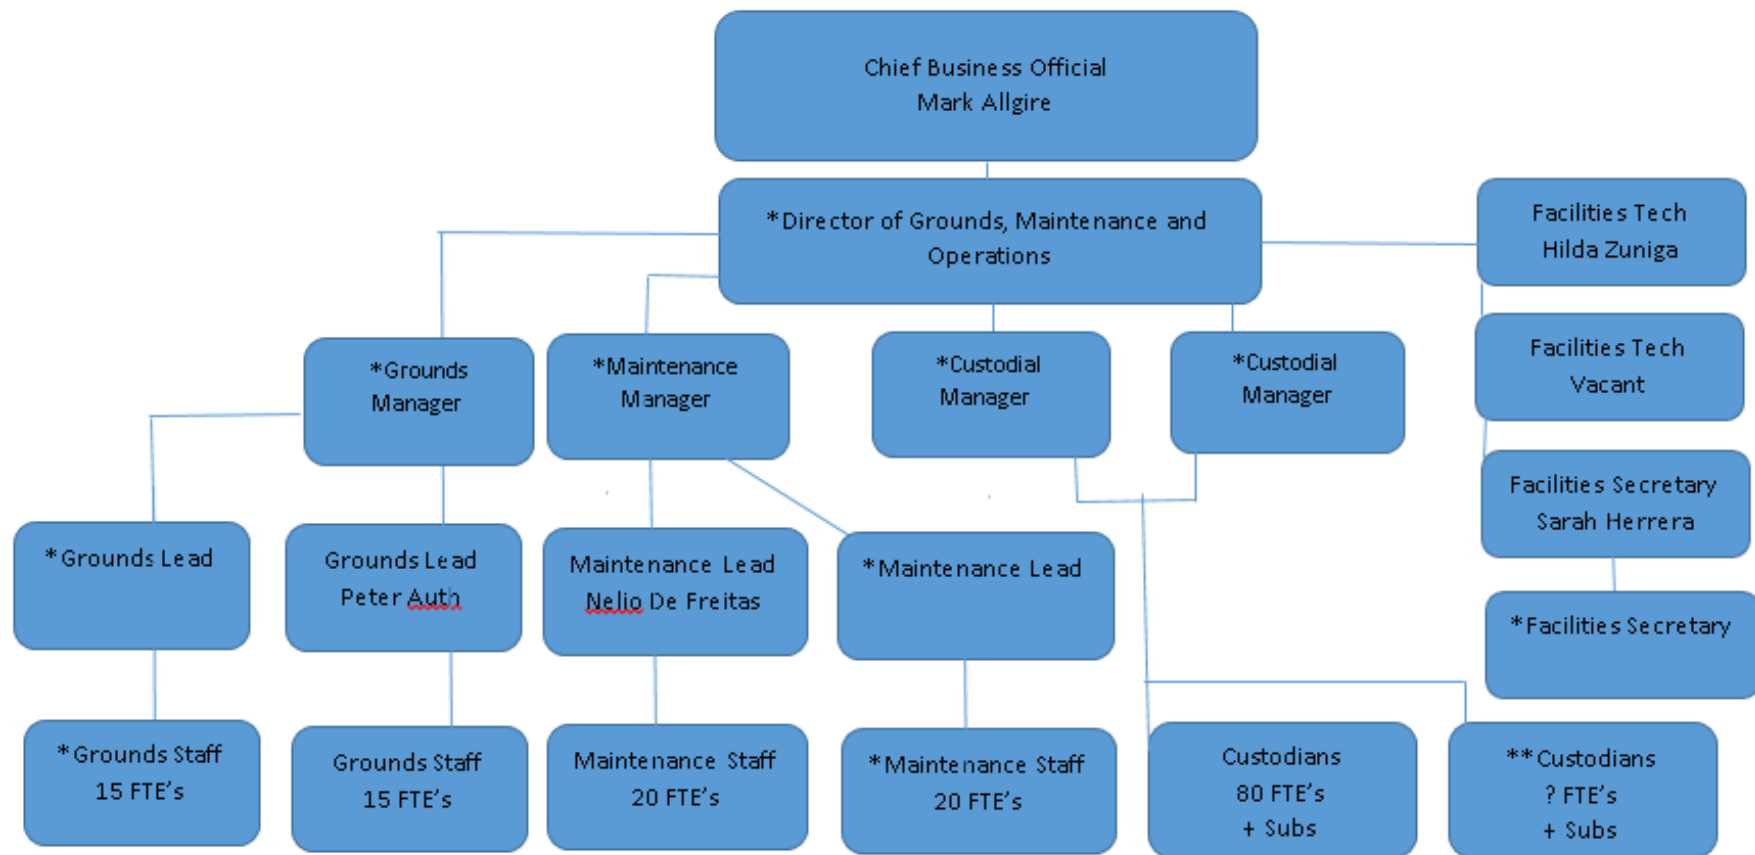 Chief Business Official
Mark Allgire
*Director of Grounds, Maintenance and
Operations
Facilities Tech
Hilda Zuniga
Facilities Tech
Vacant
*Grounds
Manager
*Maintenance
Manager
*Custodial
Manager
*Custodial
Manager
Facilities Secretary
Sarah Herrera
*Facilities Secretary
*Grounds Lead
Grounds Lead
Peter Auth
Maintenance Lead
Nelio De Freitas
*Maintenance Lead
*Grounds Staff
15 FTE's
Grounds Staff
15 FTE's
Maintenance Staff
20 FTE's
*Maintenance Staff
20 FTE's
Custodians
80 FTE's
+ Subs
**Custodians
? FTE's
+ Subs